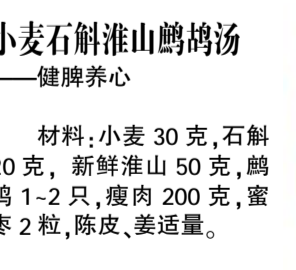 小麦石斛淮山鹧鸪汤
——健脾养心
材料:小麦 30 克,石斛
20 克, 新鲜淮山 50 克,鹧
鸪 1~2 只,瘦肉 200 克,蜜
枣 2 粒,陈皮、姜适量。